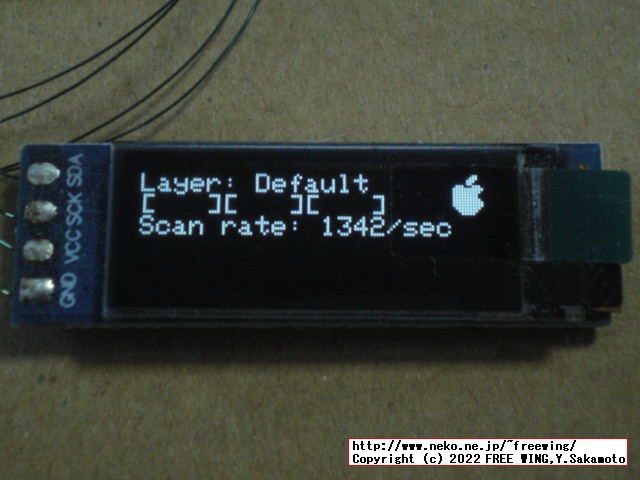 SDA
SCK
VCC
GND
Layer: Default
[    ][    ][    ]
Scan rate: 1342/sec
http://www.neko.ne.jp/~freewing/
Copyright (c) 2022 FREE WING,Y.Sakamoto